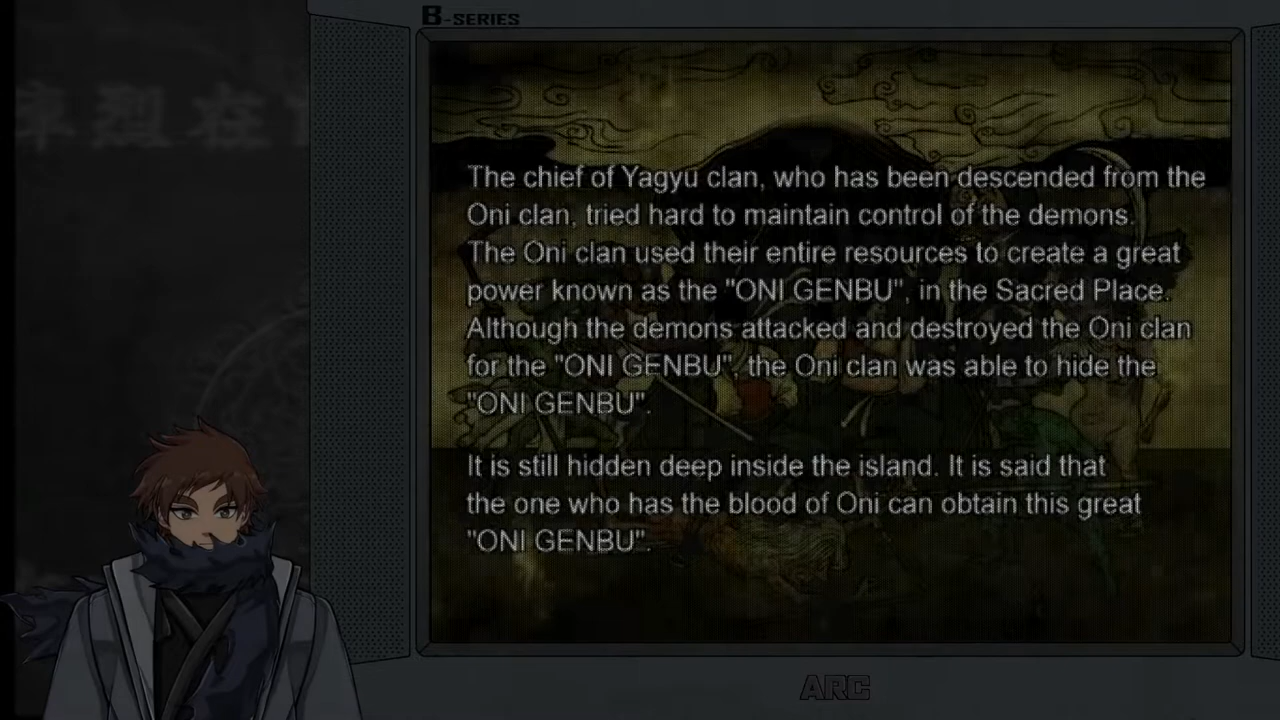 B-SERIES
烈在
The chief of Yagyu clan, who has been descended from the
Oni clan, tried hard to maintain control of the demons.
The Oni clan used their entire resources to create a great
power known as the "ONI GENBU", in the Sacred Place.
Although the demons attacked and destroyed the Oni clan
for the "ONI GENBU", the Oni clan was able to hide the
"ONI GENBU".
It is still hidden deep inside the island. It is said that
the one who has the blood of Oni can obtain this great
"ONI GENBU".
ARC